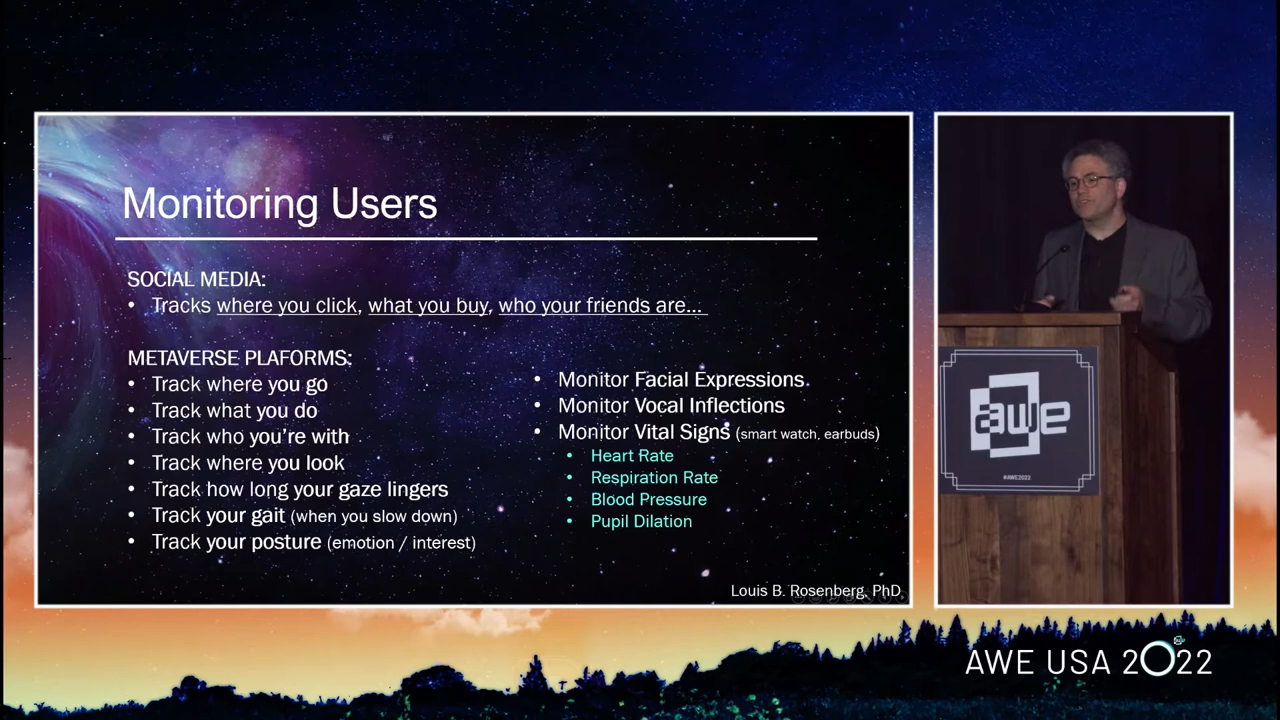 Monitoring Users
SOCIAL MEDIA:
• Tracks where you click, what you buy, who your friends are...
METAVERSE PLAFORMS:
• Track where you go
• Track what you do
• Track who you're with
• Track where you look
• Track how long your gaze lingers
• Track your gait (when you slow down)
• Track your posture (emotion / interest)
• Monitor Facial Expressions
• Monitor Vocal Inflections
• Monitor Vital Signs (smart watch, earbuds)
• Heart Rate
• Respiration Rate
• Blood Pressure
• Pupil Dilation
Louis B. Rosenberg, PhD
awe
#AWE2022
AWE USA 2022